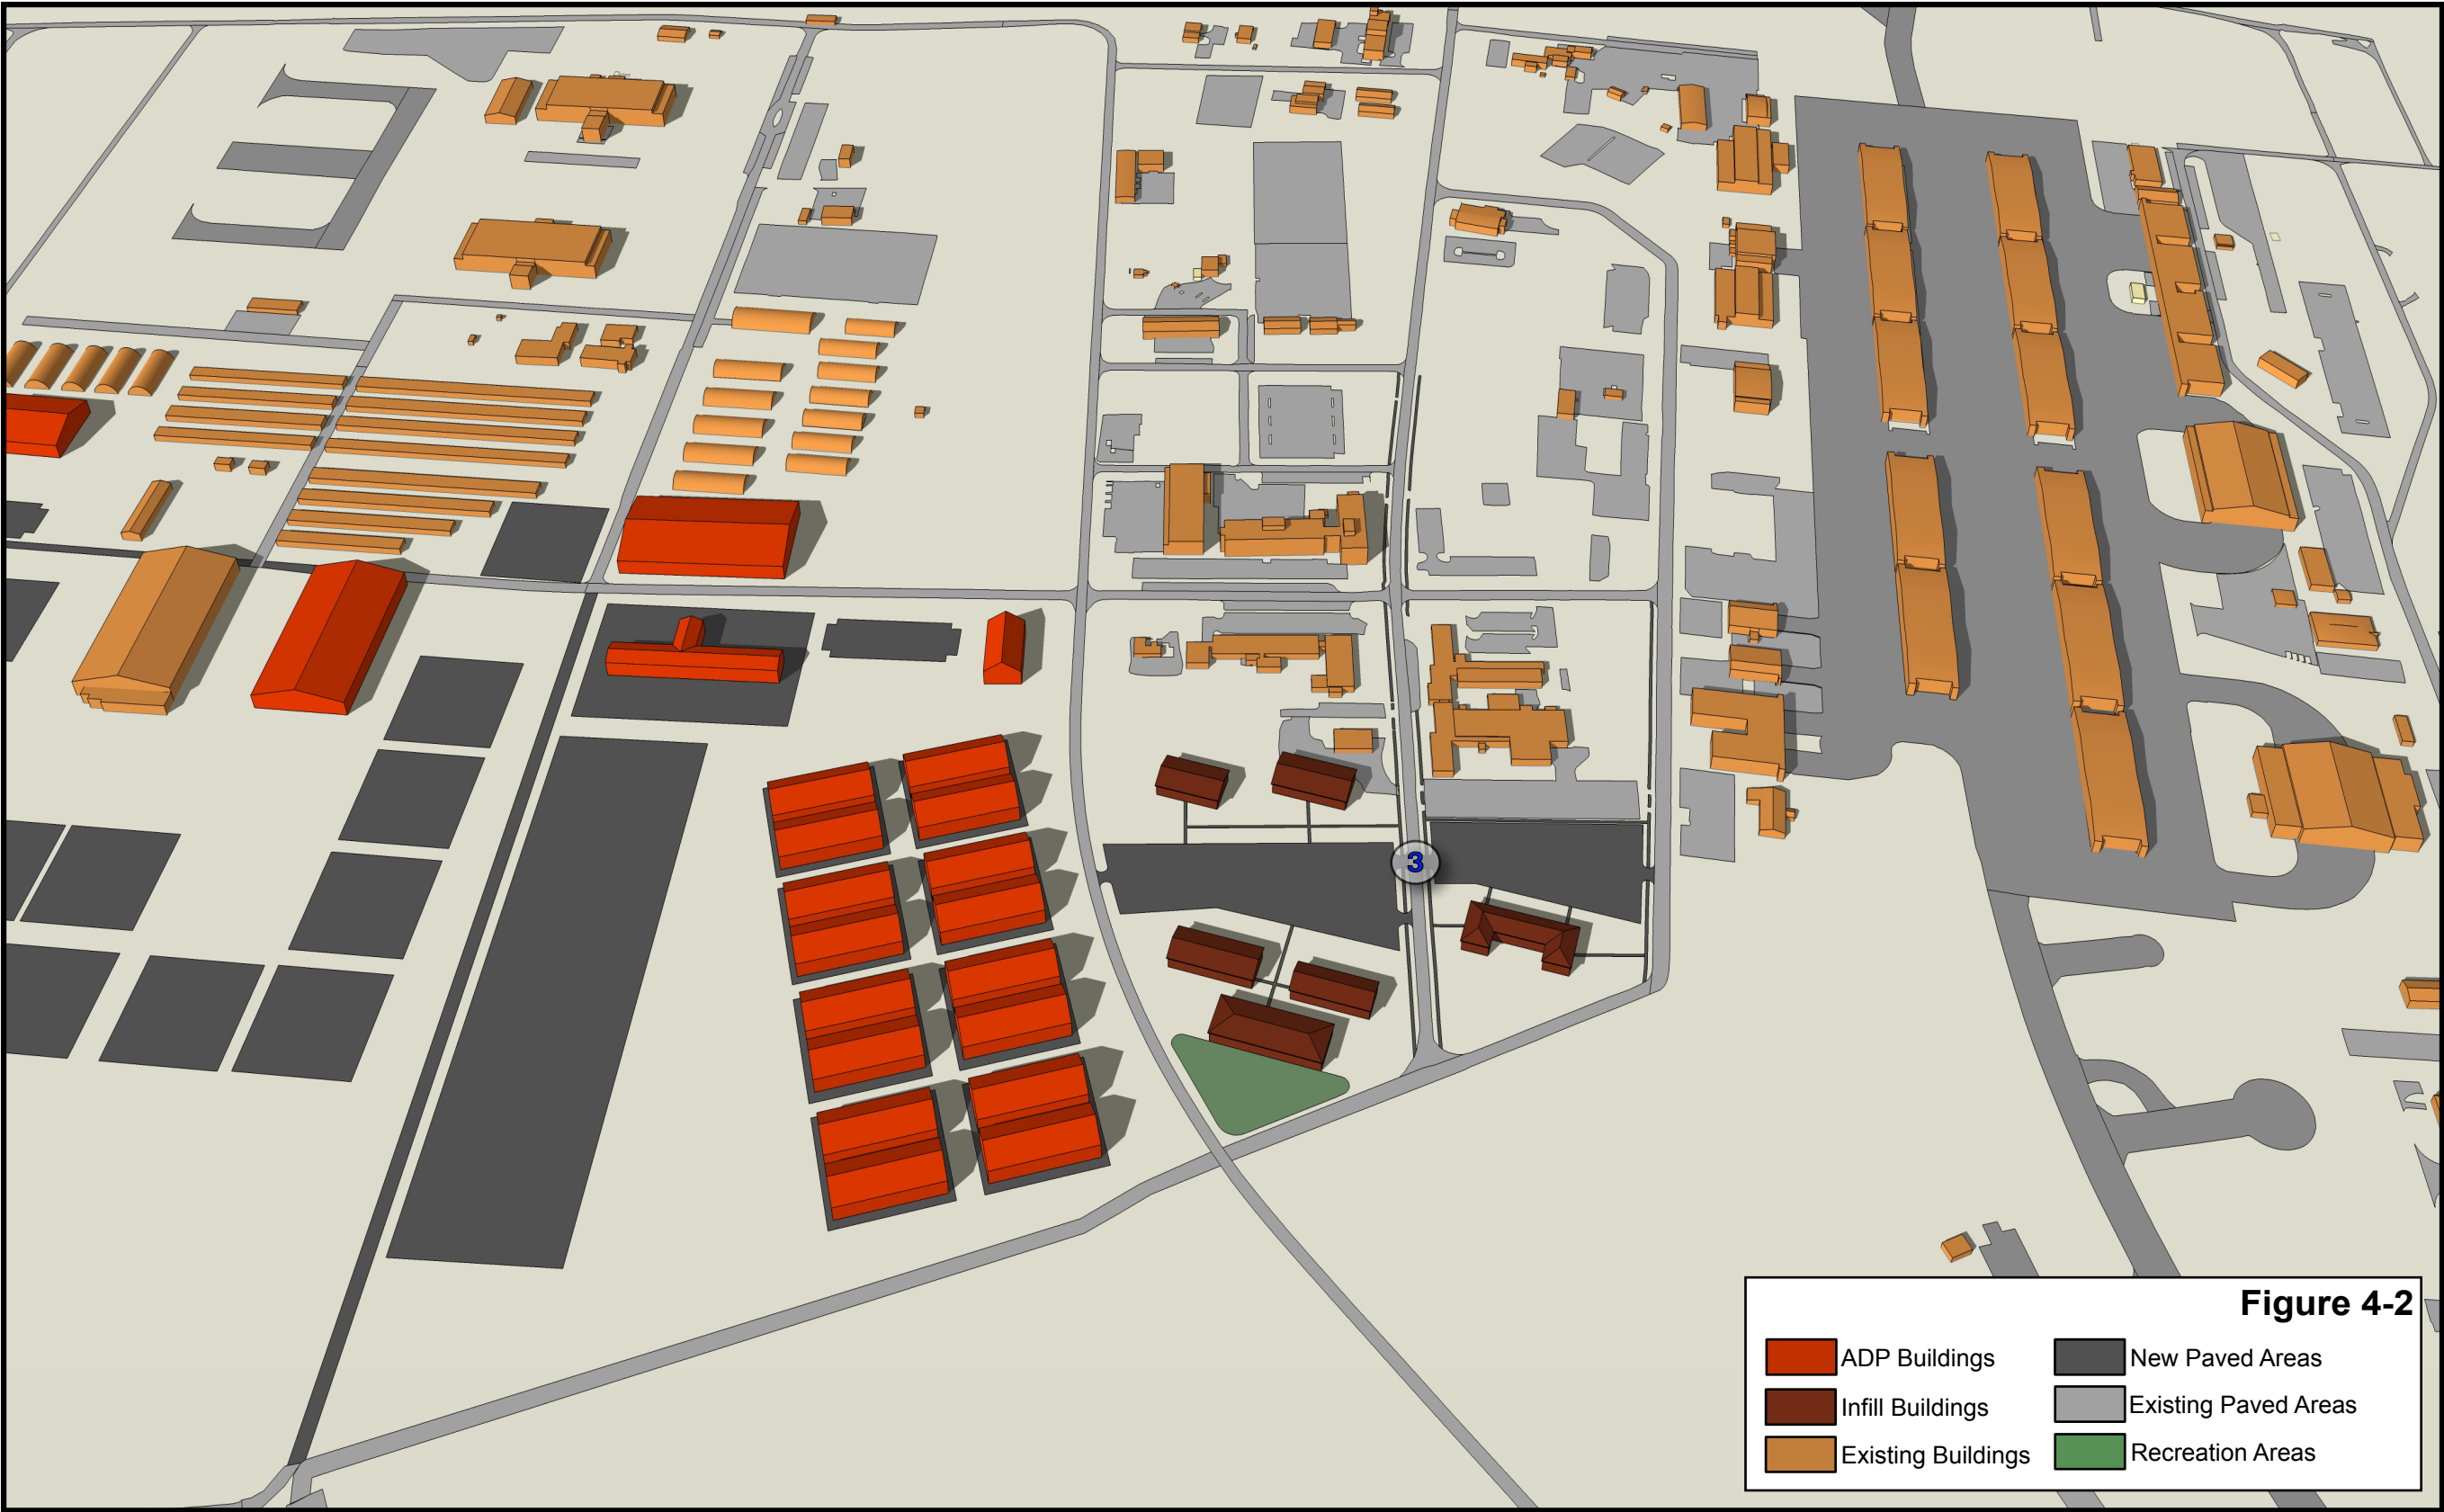 3
Figure 4-2
ADP Buildings
New Paved Areas
Infill Buildings
Existing Paved Areas
Existing Buildings
Recreation Areas